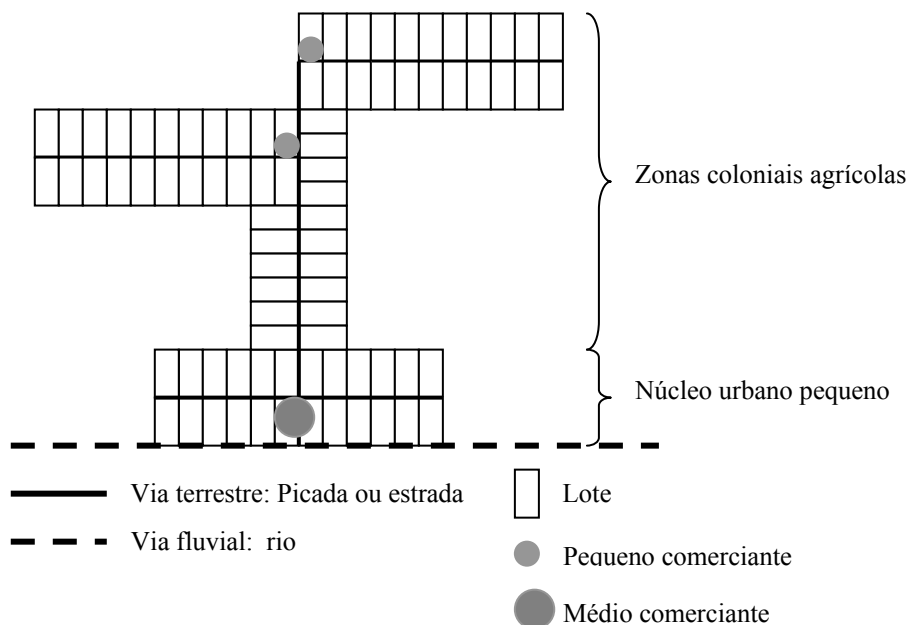 Zonas coloniais agrícolas
Núcleo urbano pequeno
Via terrestre: Picada ou estrada
Lote
Via fluvial: rio
Pequeno comerciante
Médio comerciante